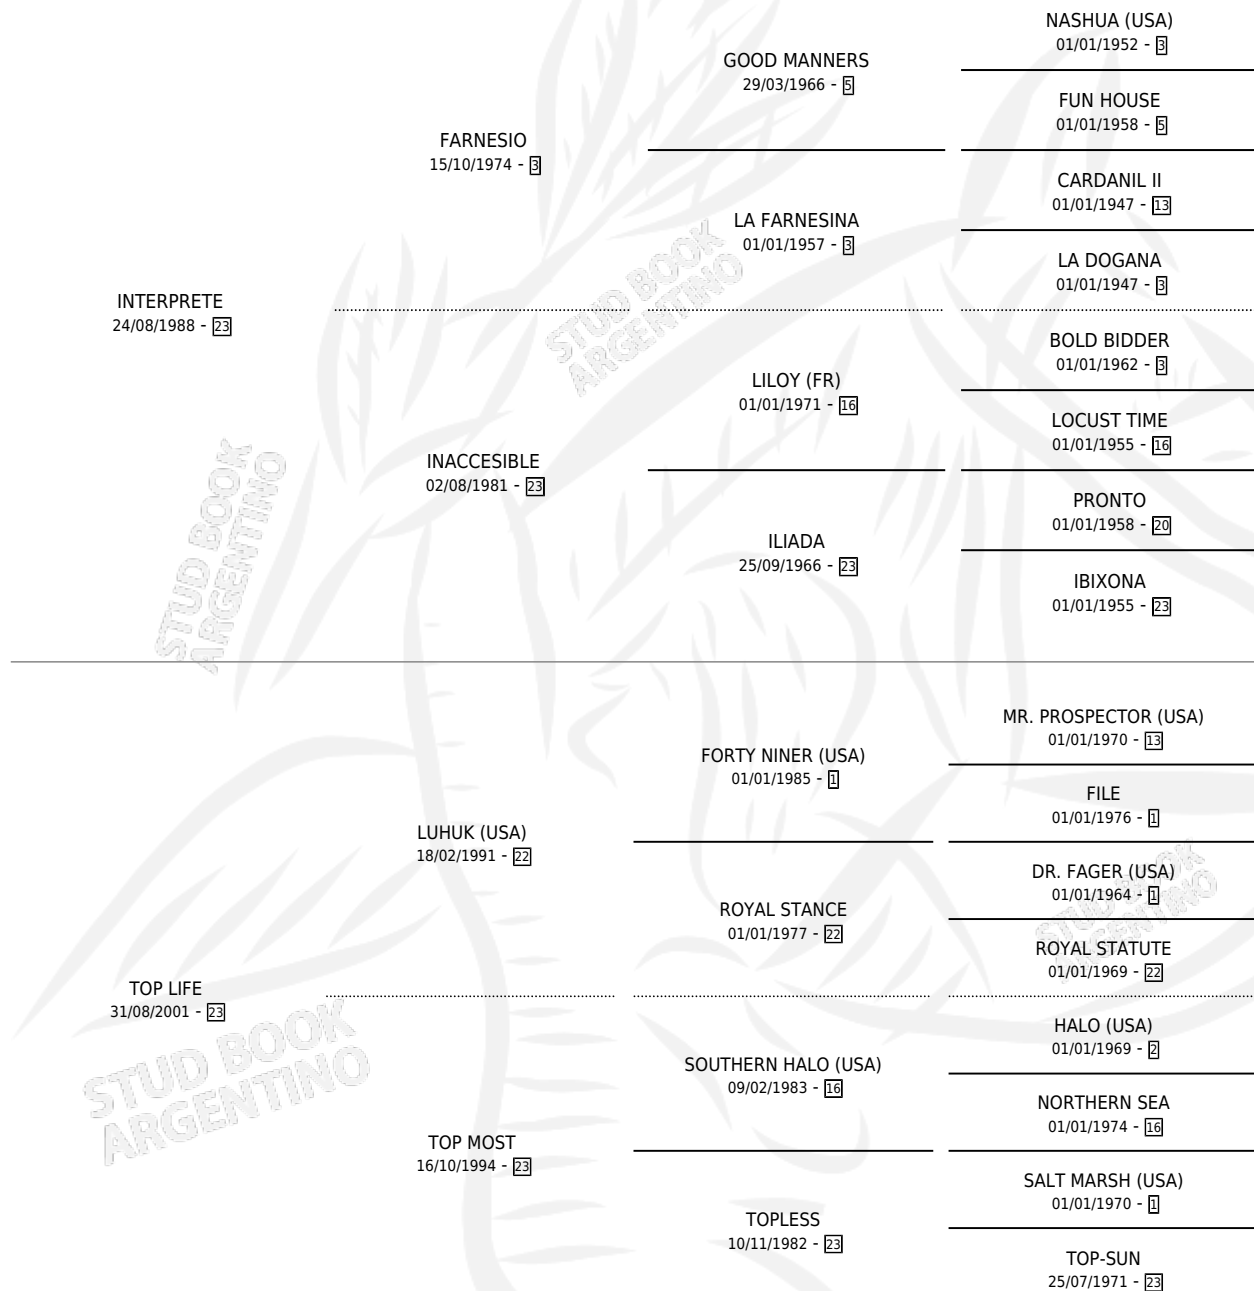 NASHUA (USA)
01/01/1952 - 3
GOOD MANNERS
29/03/1966 - 5
FUN HOUSE
01/01/1958 - 5
FARNESIO
15/10/1974 - 3
CARDANIL II
01/01/1947 - 13
LA FARNESINA
01/01/1957 - 3
LA DOGANA
01/01/1947 - 3
INTERPRETE
24/08/1988 - 23
BOLD BIDDER
01/01/1962 - 3
LILOY (FR)
01/01/1971 - 16
LOCUST TIME
01/01/1955 - 16
INACCESIBLE
02/08/1981 - 23
PRONTO
01/01/1958 - 20
ILIADA
25/09/1966 - 23
IBIXONA
01/01/1955 - 23
MR. PROSPECTOR (USA)
01/01/1970 - 13
FORTY NINER (USA)
01/01/1985 - 1
FILE
01/01/1976 - 1
LUHUK (USA)
18/02/1991 - 22
DR. FAGER (USA)
01/01/1964 - 1
ROYAL STANCE
01/01/1977 - 22
ROYAL STATUTE
01/01/1969 - 22
TOP LIFE
31/08/2001 - 23
HALO (USA)
01/01/1969 - 2
SOUTHERN HALO (USA)
09/02/1983 - 16
NORTHERN SEA
01/01/1974 - 16
TOP MOST
16/10/1994 - 23
SALT MARSH (USA)
01/01/1970 - 1
TOPLESS
10/11/1982 - 23
TOP-SUN
25/07/1971 - 23
STUD BOOK
ARGENTINO
STUD BOOK
ARGENTINO
STUD BOOK
ARGENTINO
STUD BOOK
ARGENTINO